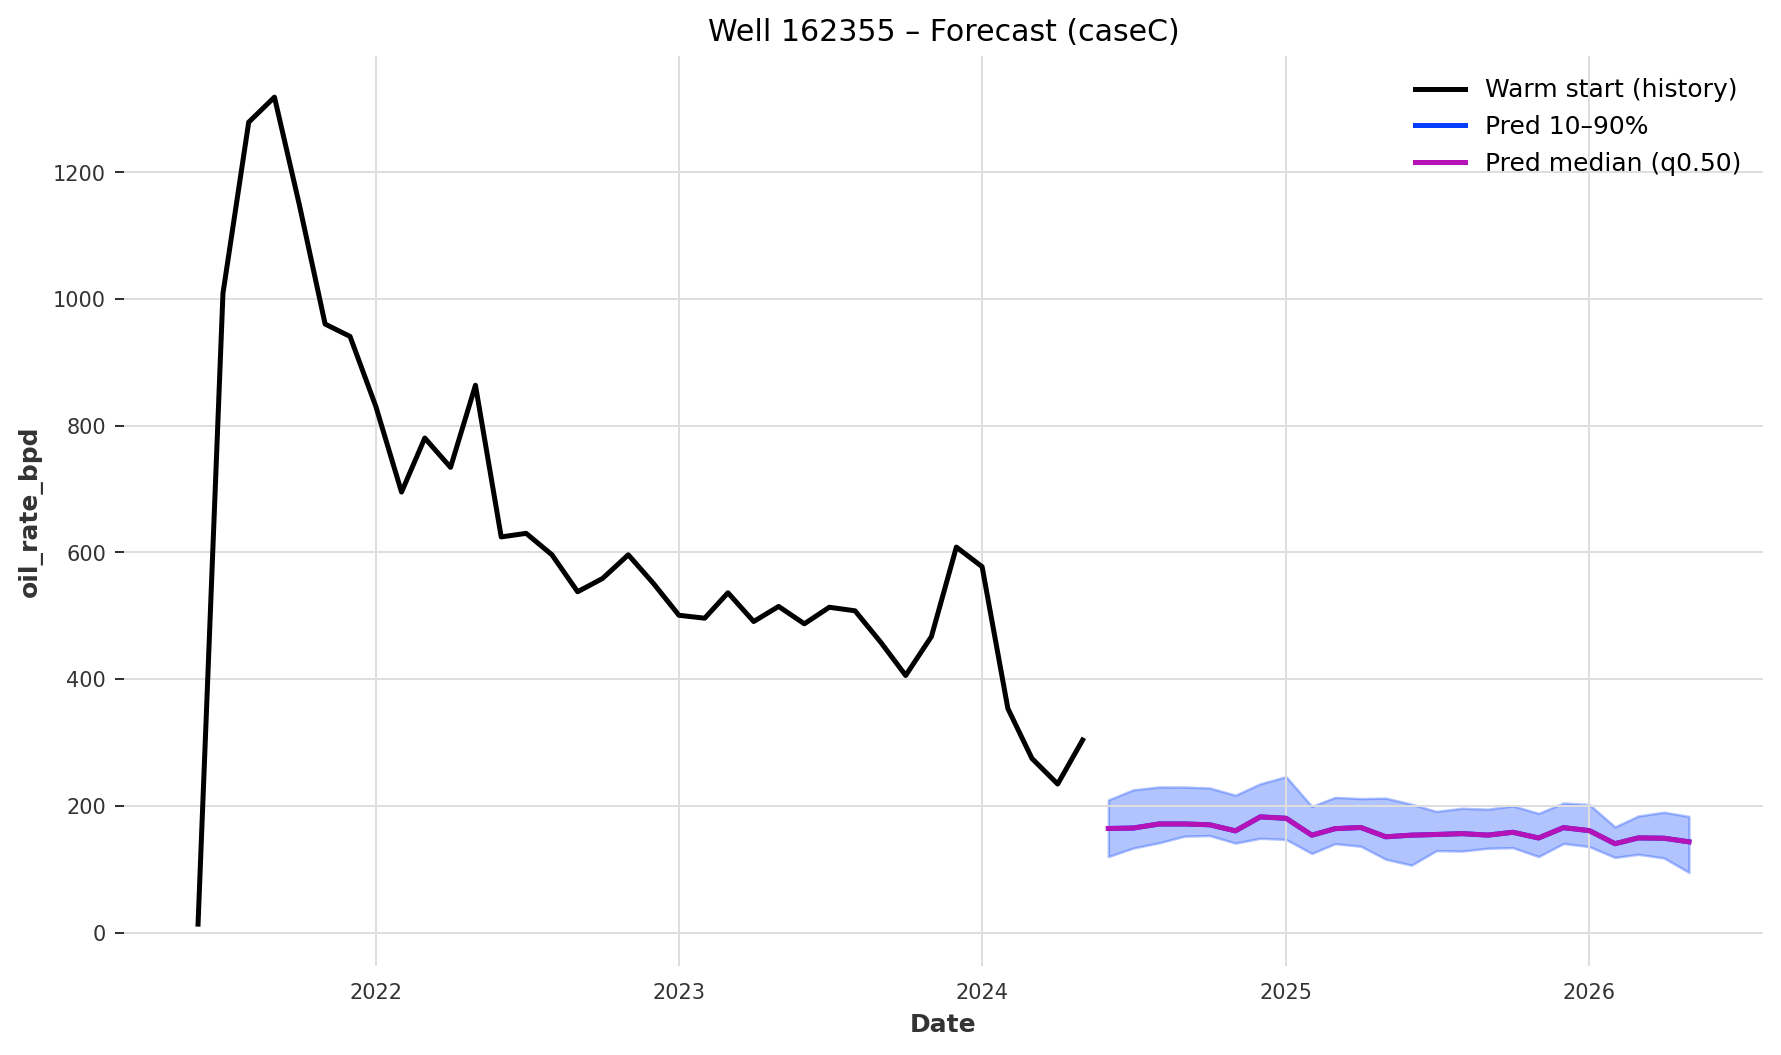 Well 162355 – Forecast (caseC)
Warm start (history)
Pred 10–90%
Pred median (q0.50)
oil_rate_bpd
1200
1000
800
600
400
200
0
2022
2023
2024
2025
2026
Date